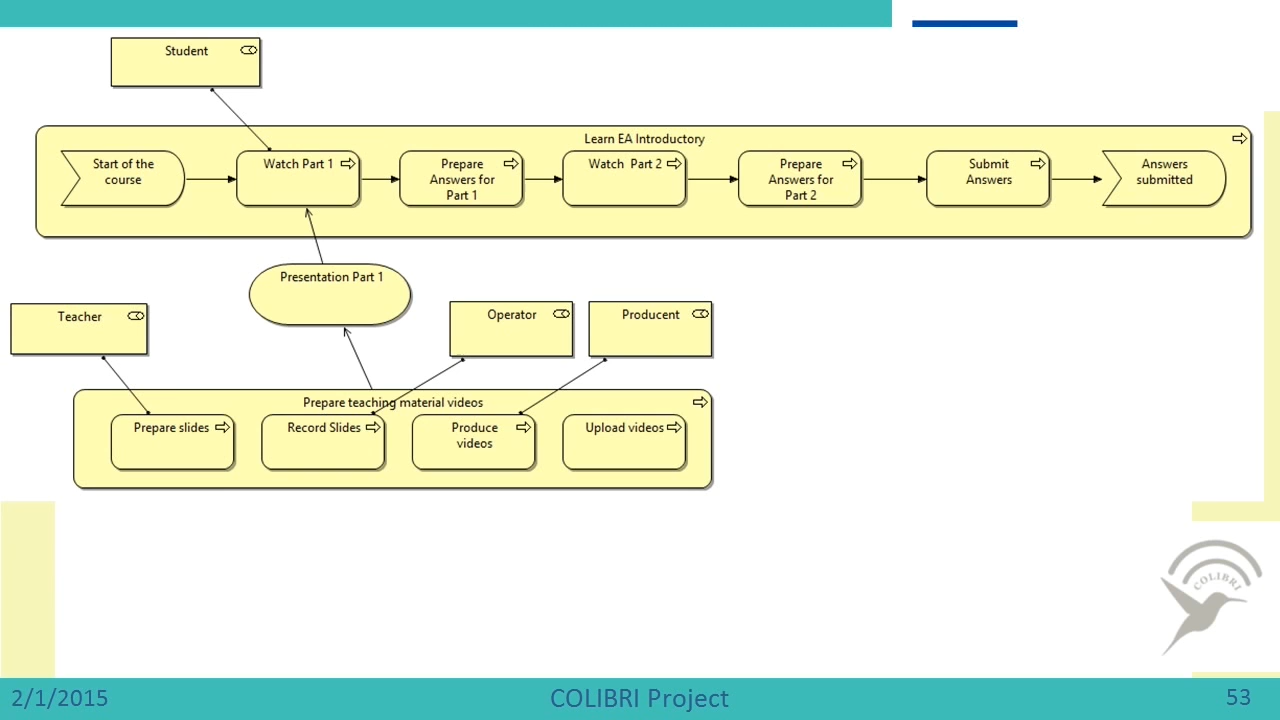 Student
Learn EA Introductory
Start of the
course
Watch Part 1
Prepare
Answers for
Part 1
Watch  Part 2
Prepare
Answers for
Part 2
Submit
Answers
Answers
submitted
Presentation Part 1
Teacher
Operator
Producent
Prepare teaching material videos
Prepare slides
Record Slides
Produce
videos
Upload videos
COLIBRI
2/1/2015
COLIBRI Project
53